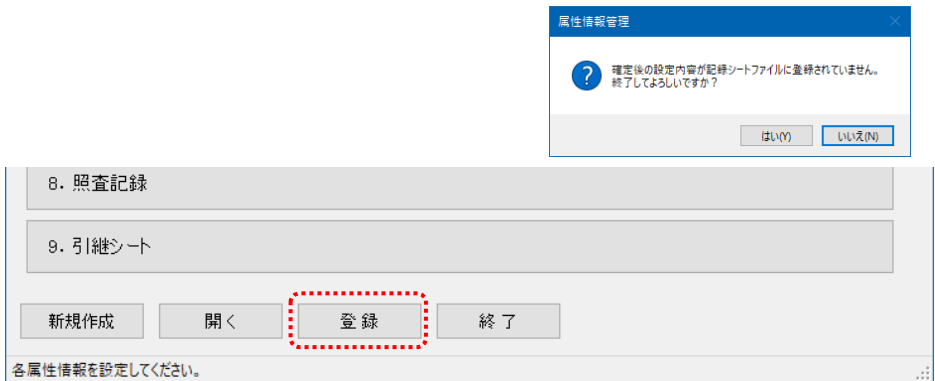 属性情報管理
確定後の設定内容が記録シートファイルに登録されていません。
終了してよろしいですか？
はい(Y)
いいえ(N)
8. 照査記録
9. 引継シート
新規作成
開く
登録
終了
各属性情報を設定してください。